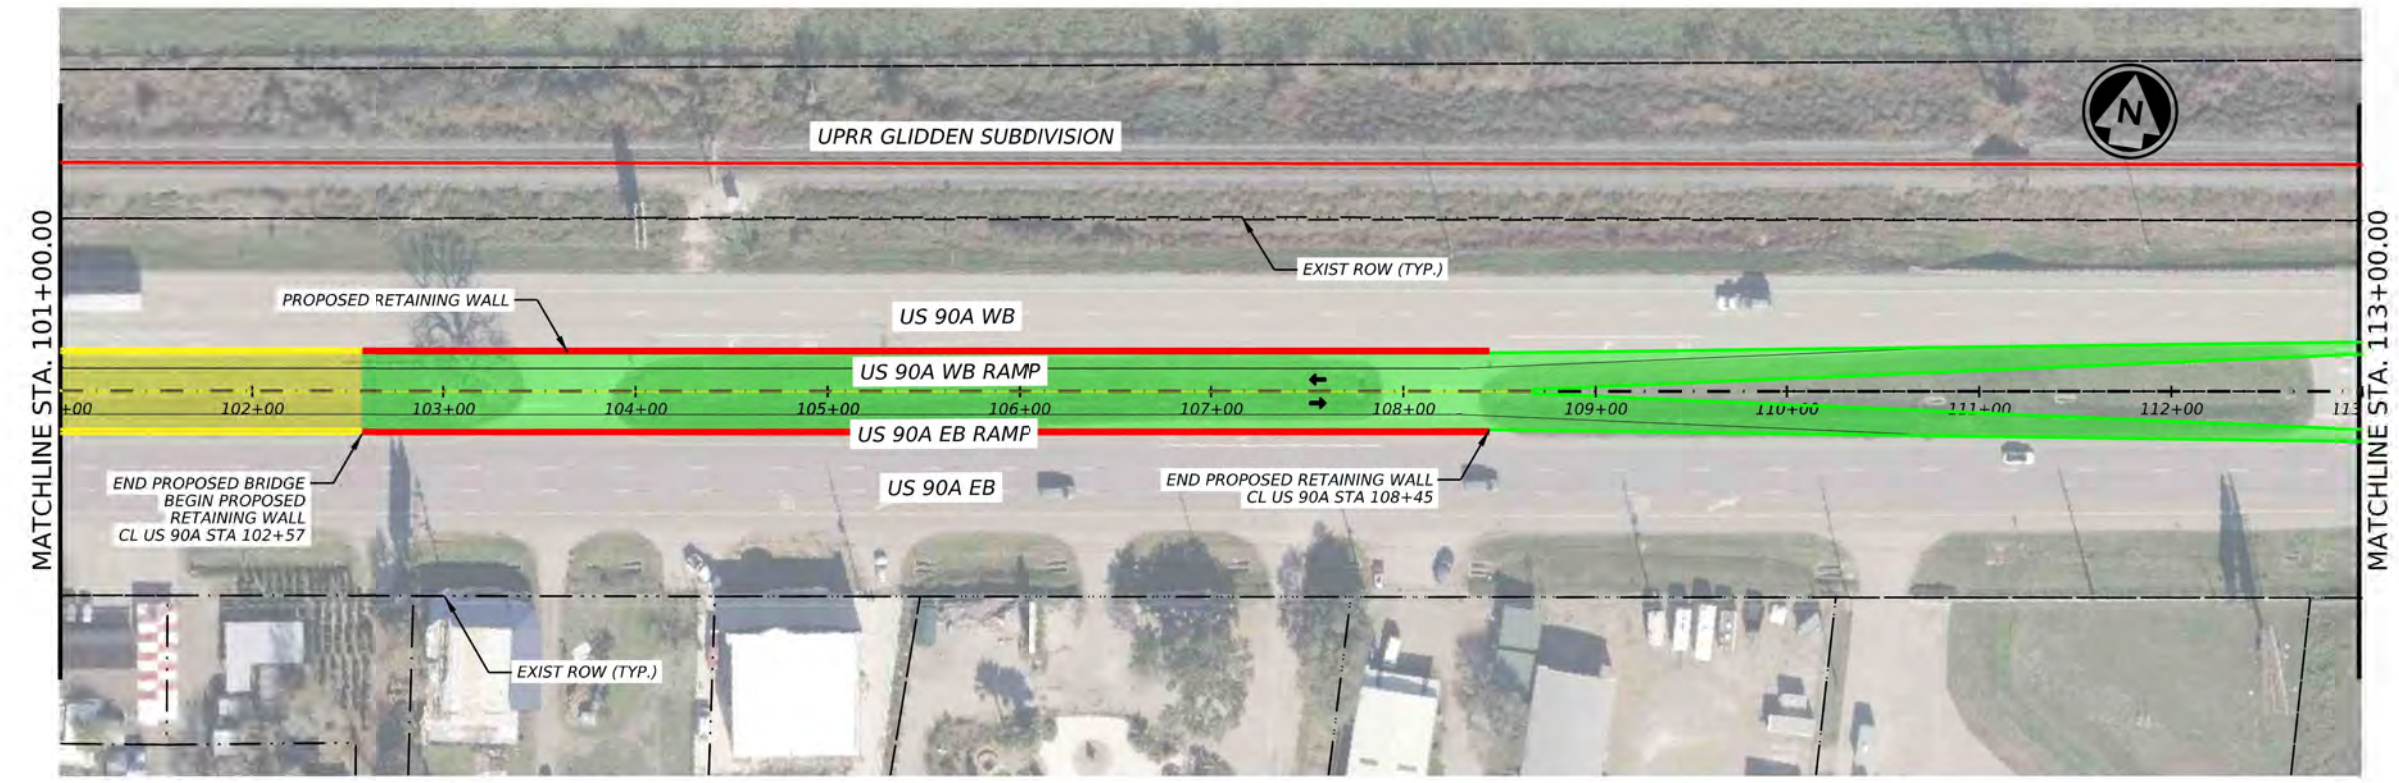 N
UPRR GLIDDEN SUBDIVISION
EXIST ROW (TYP.)
MATCHLINE STA. 101+00.00
MATCHLINE STA. 113+00.00
PROPOSED RETAINING WALL
US 90A WB
US 90A WB RAMP
+00
102+00
103+00
104+00
105+00
106+00
107+00
108+00
109+00
110+00
111+00
112+00
113
US 90A EB RAMP
US 90A EB
END PROPOSED BRIDGE
BEGIN PROPOSED
RETAINING WALL
CL US 90A STA 102+57
END PROPOSED RETAINING WALL
CL US 90A STA 108+45
EXIST ROW (TYP.)